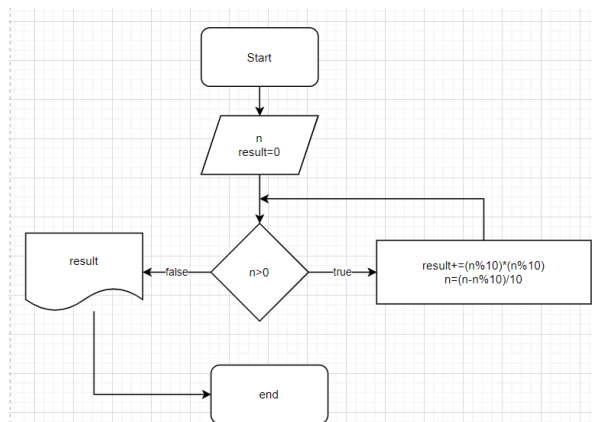 Start
n
result=0
n>0
true
result+=(n%10)*(n%10)
n=(n-n%10)/10
false
result
end